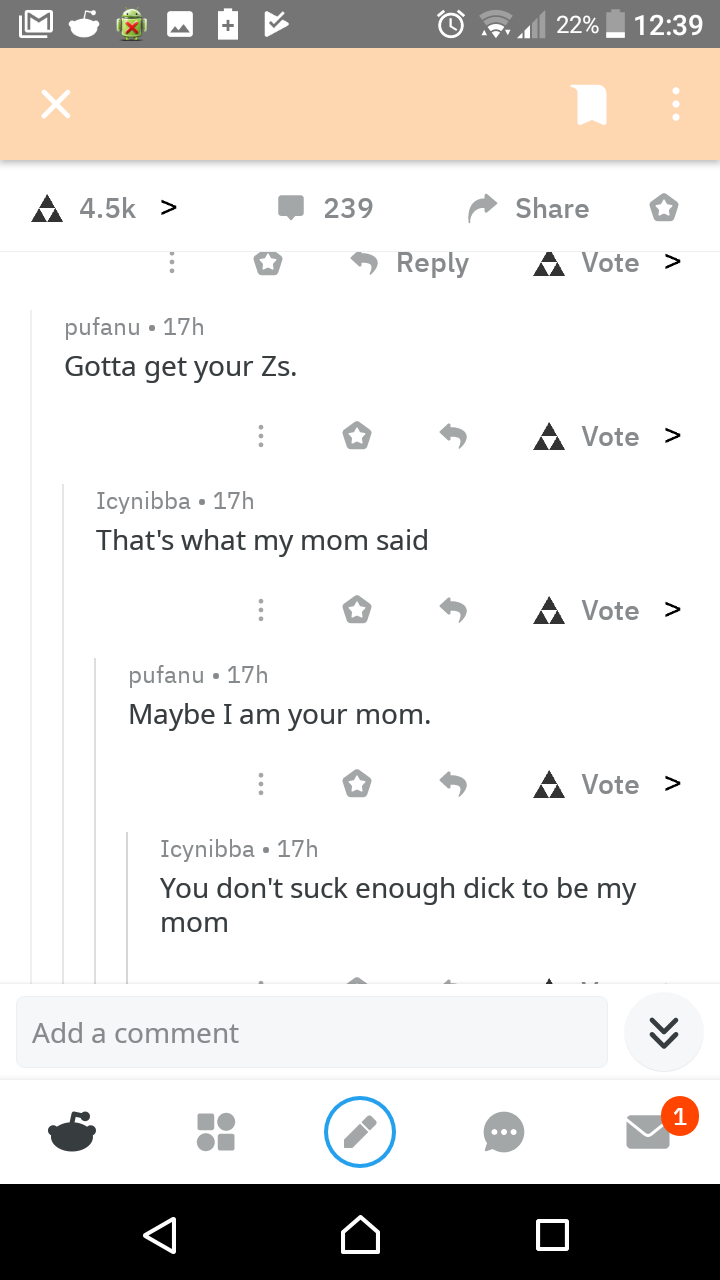 22% 12:39
4.5k > 239 Share
Reply Vote >
pufanu • 17h
Gotta get your Zs.
Vote >
Icynibba • 17h
That's what my mom said
Vote >
pufanu • 17h
Maybe I am your mom.
Vote >
Icynibba • 17h
You don't suck enough dick to be my
mom
Add a comment
1